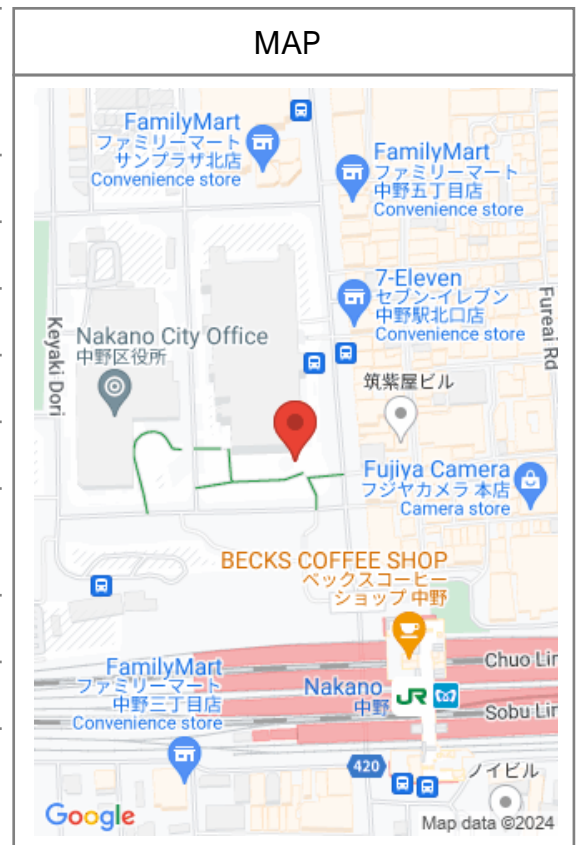 MAP
FamilyMart
ファミリーマート
サンプラザ北店
Convenience store
FamilyMart
ファミリーマート
中野五丁目店
Convenience store
7-Eleven
セブン-イレブン
中野駅北口店
Convenience store
Fureai Rd
Keyaki Dori
Nakano City Office
中野区役所
筑紫屋ビル
Fujiya Camera
フジヤカメラ 本店
Camera store
BECKS COFFEE SHOP
ベックスコーヒー
ショップ 中野
Chuo Lin
FamilyMart
ファミリーマート
中野三丁目店
Convenience store
Nakano
中野
JR
Sobu Lin
420
ノイビル
Google
Map data ©2024